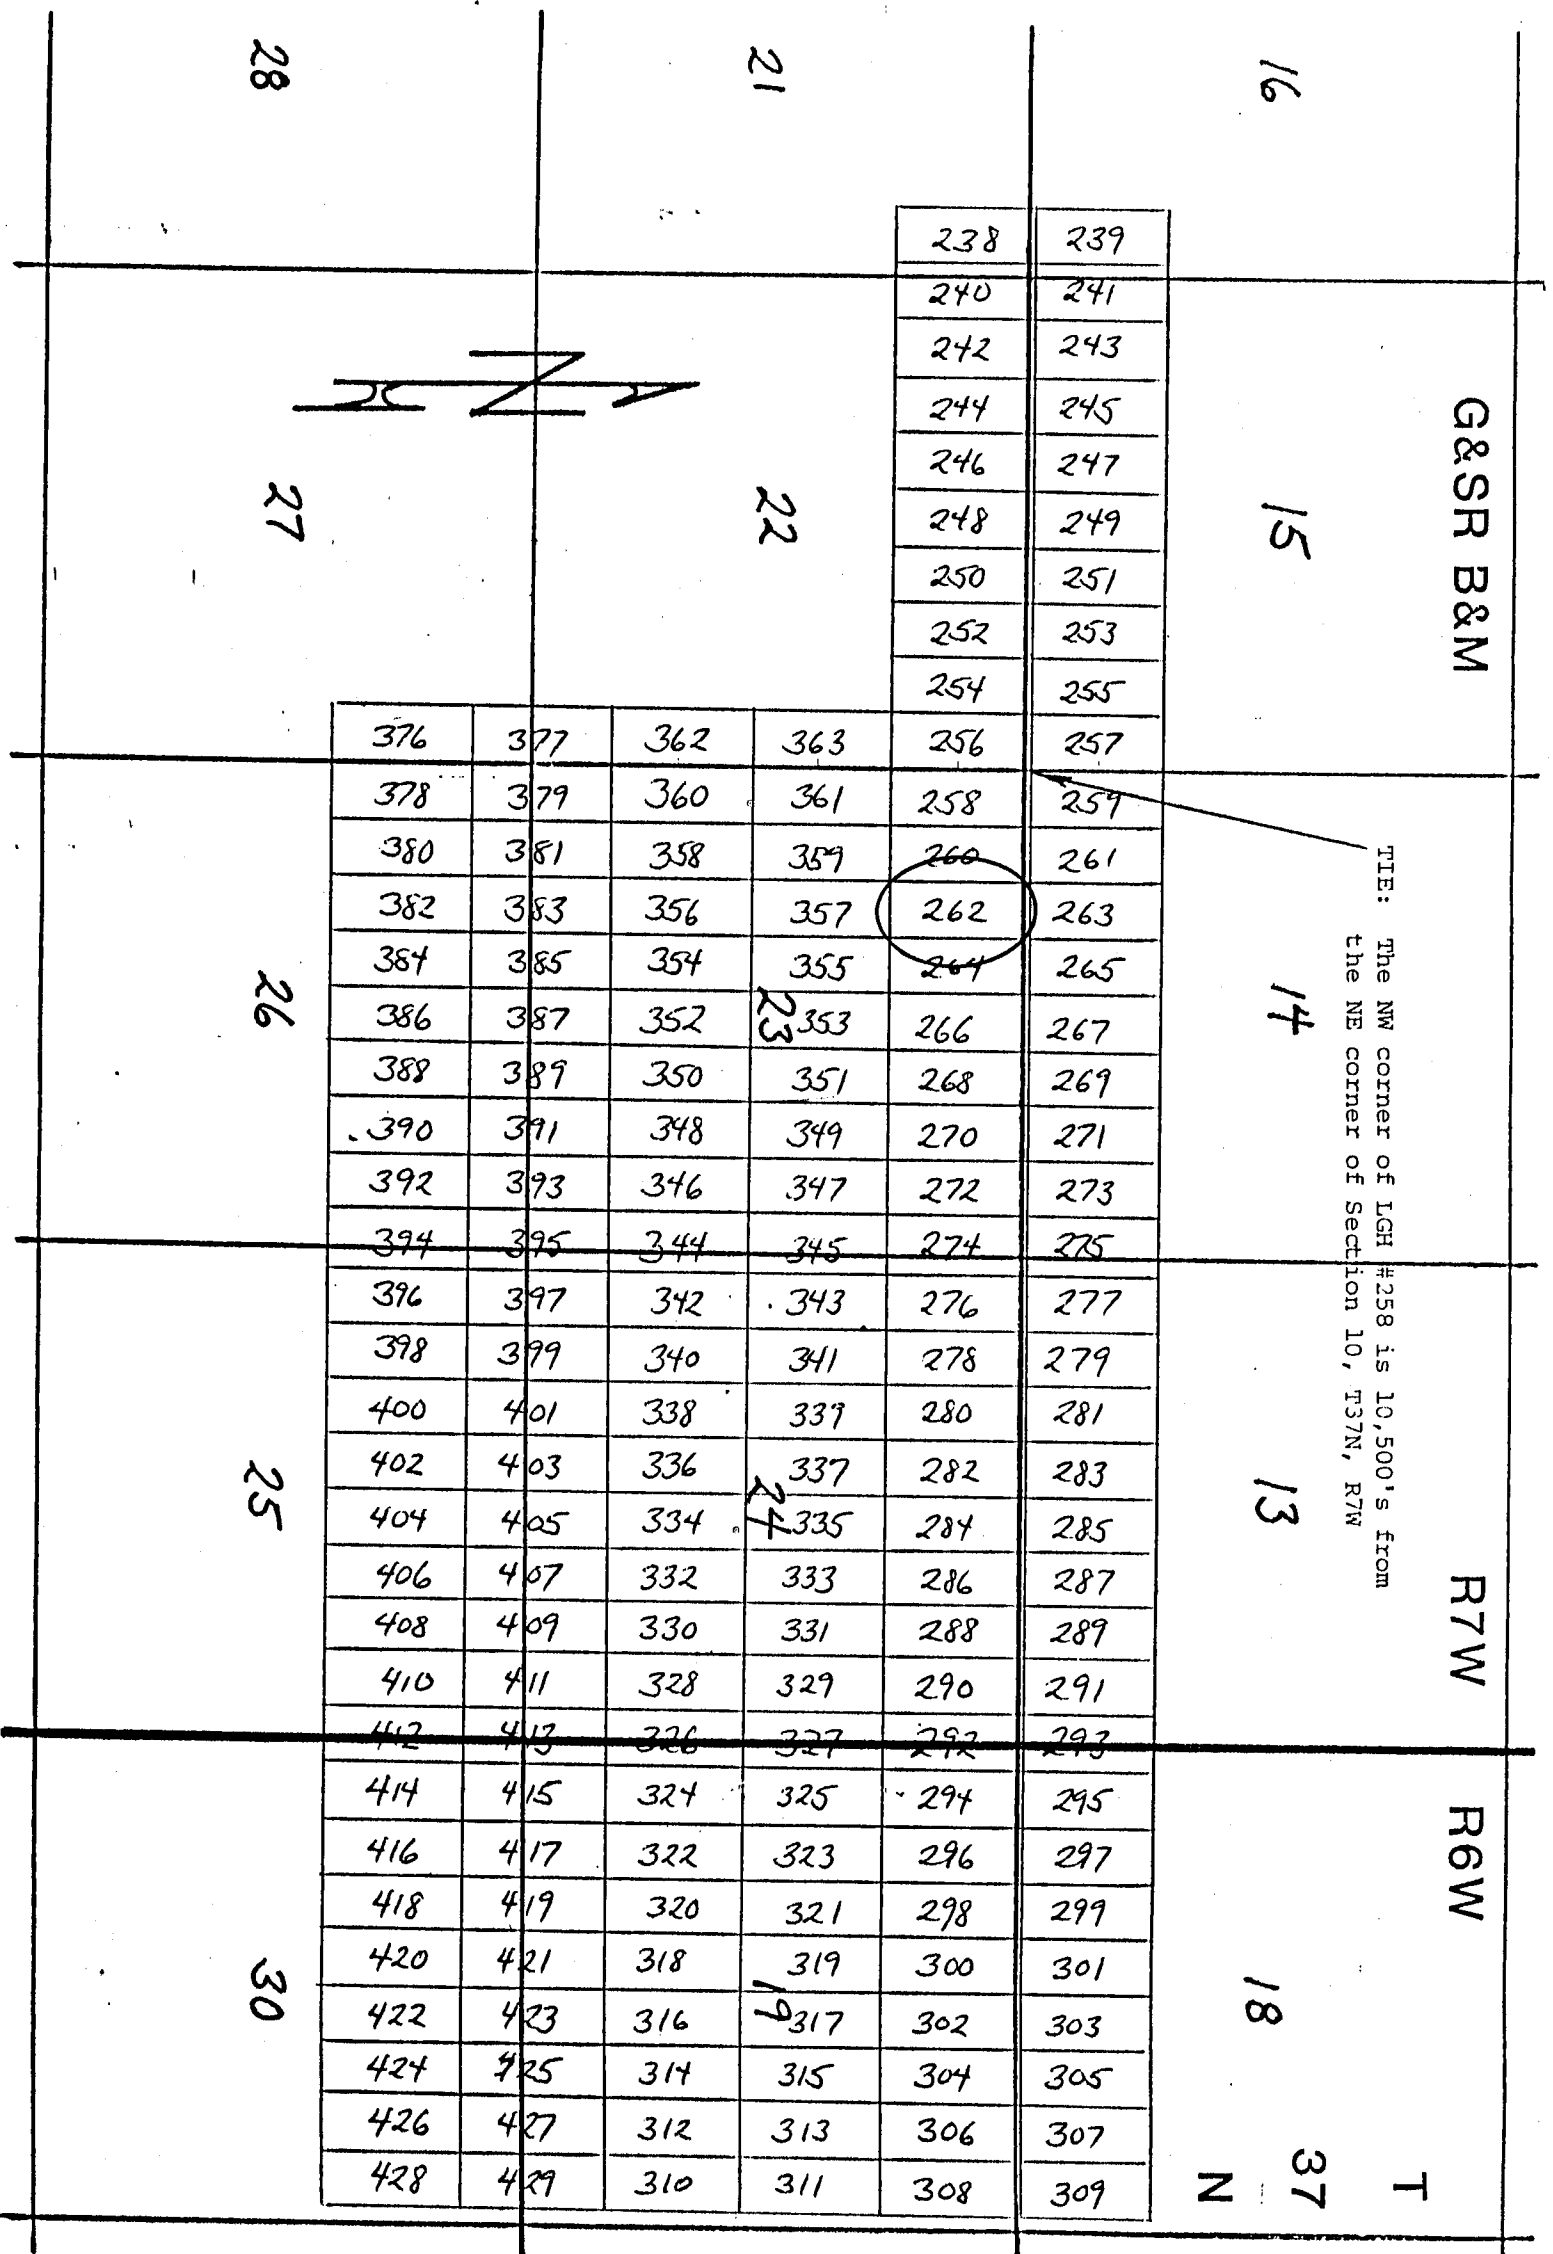 G&SR B&M R7W R6W
T
37
N
TIE: The NW corner of LGH #258 is 10,500's from
the NE corner of Section 10, T37N, R7W
16 15 14 13 18
21 22 23 24 19
28 27 26 25 30
N
238 239
240 241
242 243
244 245
246 247
248 249
250 251
252 253
254 255
376 377 362 363 256 257
378 379 360 361 258 259
380 381 358 359 260 261
382 383 356 357 262 263
384 385 354 355 264 265
386 387 352 353 266 267
388 389 350 351 268 269
390 391 348 349 270 271
392 393 346 347 272 273
394 395 344 345 274 275
396 397 342 343 276 277
398 399 340 341 278 279
400 401 338 339 280 281
402 403 336 337 282 283
404 405 334 335 284 285
406 407 332 333 286 287
408 409 330 331 288 289
410 411 328 329 290 291
412 413 326 327 292 293
414 415 324 325 294 295
416 417 322 323 296 297
418 419 320 321 298 299
420 421 318 319 300 301
422 423 316 317 302 303
424 425 314 315 304 305
426 427 312 313 306 307
428 429 310 311 308 309